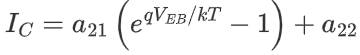 I_C = a_{21} \left( e^{qV_{EB}/kT} - 1 \right) + a_{22}